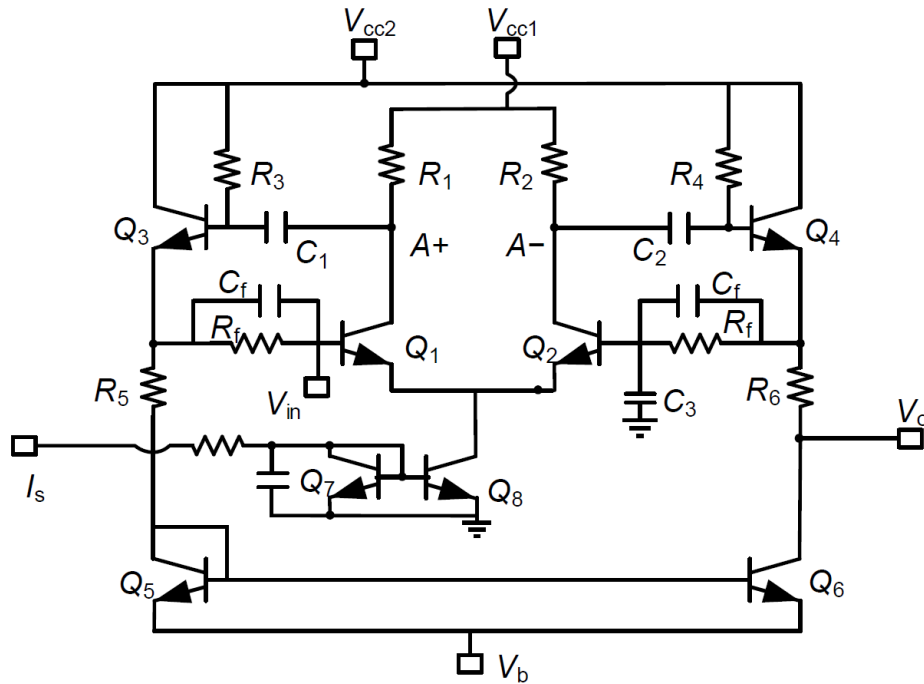 Vcc2
Vcc1
R3
R1
R2
R4
Q3
C1
A+
A−
C2
Q4
Cf
Cf
Rf
Q1
Q2
Rf
R5
Vin
C3
R6
Is
Q7
Q8
Q5
Q6
Vb